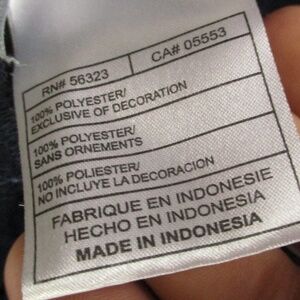 RN# 56323 CA# 05553
100% POLYESTER/
EXCLUSIVE OF DECORATION
100% POLYESTER/
SANS ORNEMENTS
100% POLIESTER/
NO INCLUYE LA DECORACION
FABRIQUE EN INDONESIE
HECHO EN INDONESIA
MADE IN INDONESIA